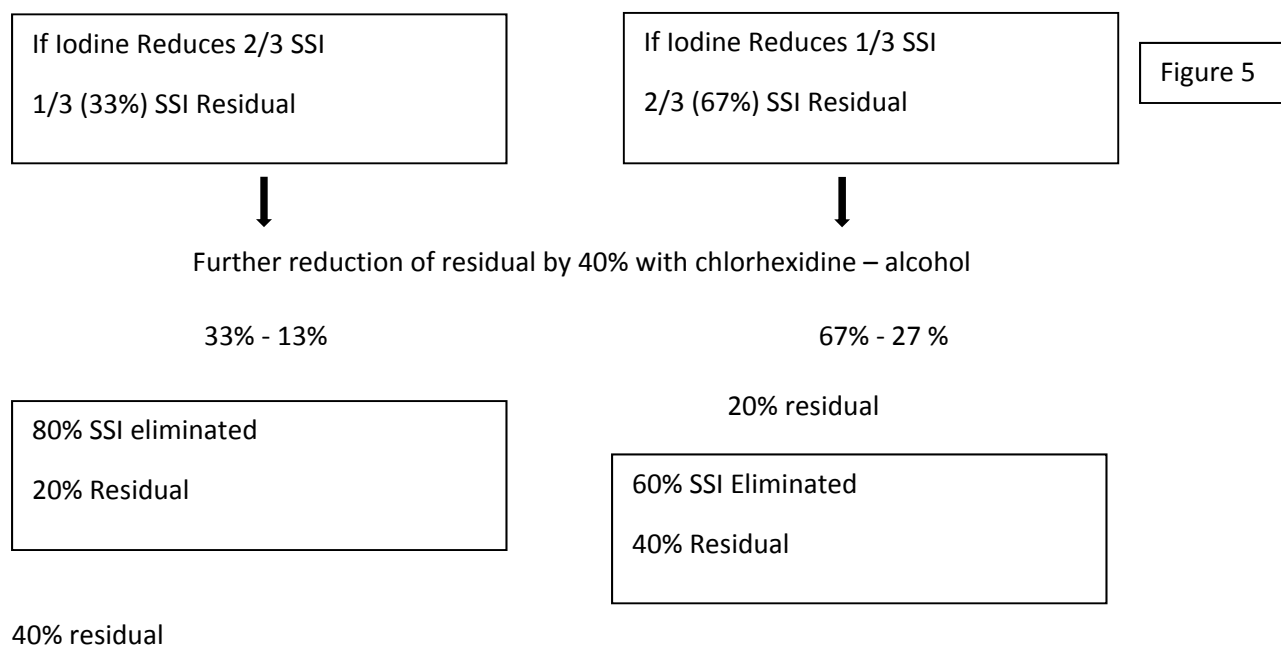 If Iodine Reduces 2/3 SSI
1/3 (33%) SSI Residual
If Iodine Reduces 1/3 SSI
2/3 (67%) SSI Residual
Figure 5
Further reduction of residual by 40% with chlorhexidine – alcohol
33% - 13%
67% - 27 %
20% residual
80% SSI eliminated
20% Residual
60% SSI Eliminated
40% Residual
40% residual